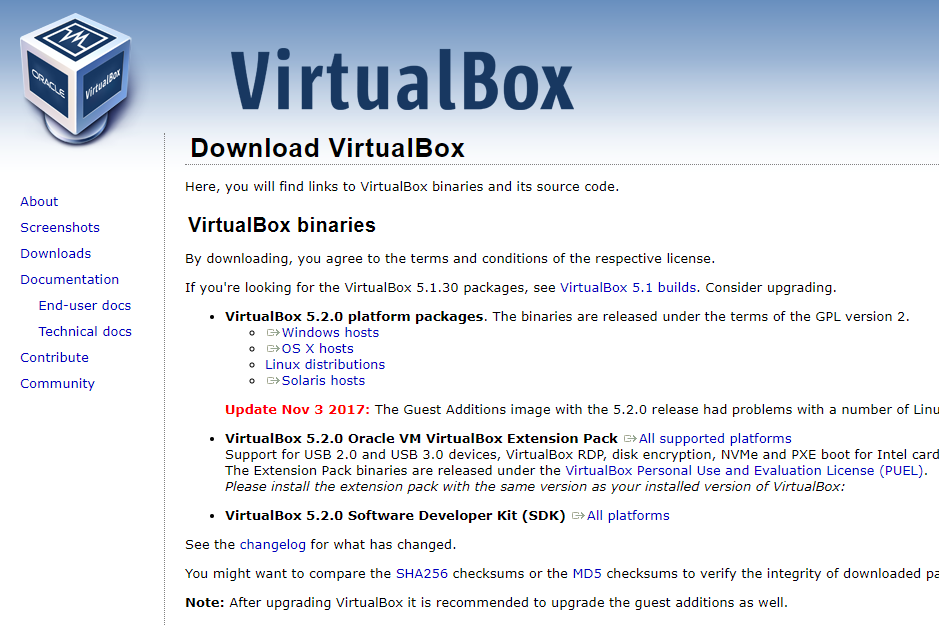 ORACLE
VirtualBox
VirtualBox
Download VirtualBox
Here, you will find links to VirtualBox binaries and its source code.
About
Screenshots
Downloads
Documentation
End-user docs
Technical docs
Contribute
Community
VirtualBox binaries
By downloading, you agree to the terms and conditions of the respective license.
If you're looking for the VirtualBox 5.1.30 packages, see VirtualBox 5.1 builds. Consider upgrading.
VirtualBox 5.2.0 platform packages. The binaries are released under the terms of the GPL version 2.
Windows hosts
OS X hosts
Linux distributions
Solaris hosts
Update Nov 3 2017: The Guest Additions image with the 5.2.0 release had problems with a number of Linu
VirtualBox 5.2.0 Oracle VM VirtualBox Extension Pack All supported platforms
Support for USB 2.0 and USB 3.0 devices, VirtualBox RDP, disk encryption, NVMe and PXE boot for Intel card
The Extension Pack binaries are released under the VirtualBox Personal Use and Evaluation License (PUEL).
Please install the extension pack with the same version as your installed version of VirtualBox:
VirtualBox 5.2.0 Software Developer Kit (SDK) All platforms
See the changelog for what has changed.
You might want to compare the SHA256 checksums or the MD5 checksums to verify the integrity of downloaded pa
Note: After upgrading VirtualBox it is recommended to upgrade the guest additions as well.